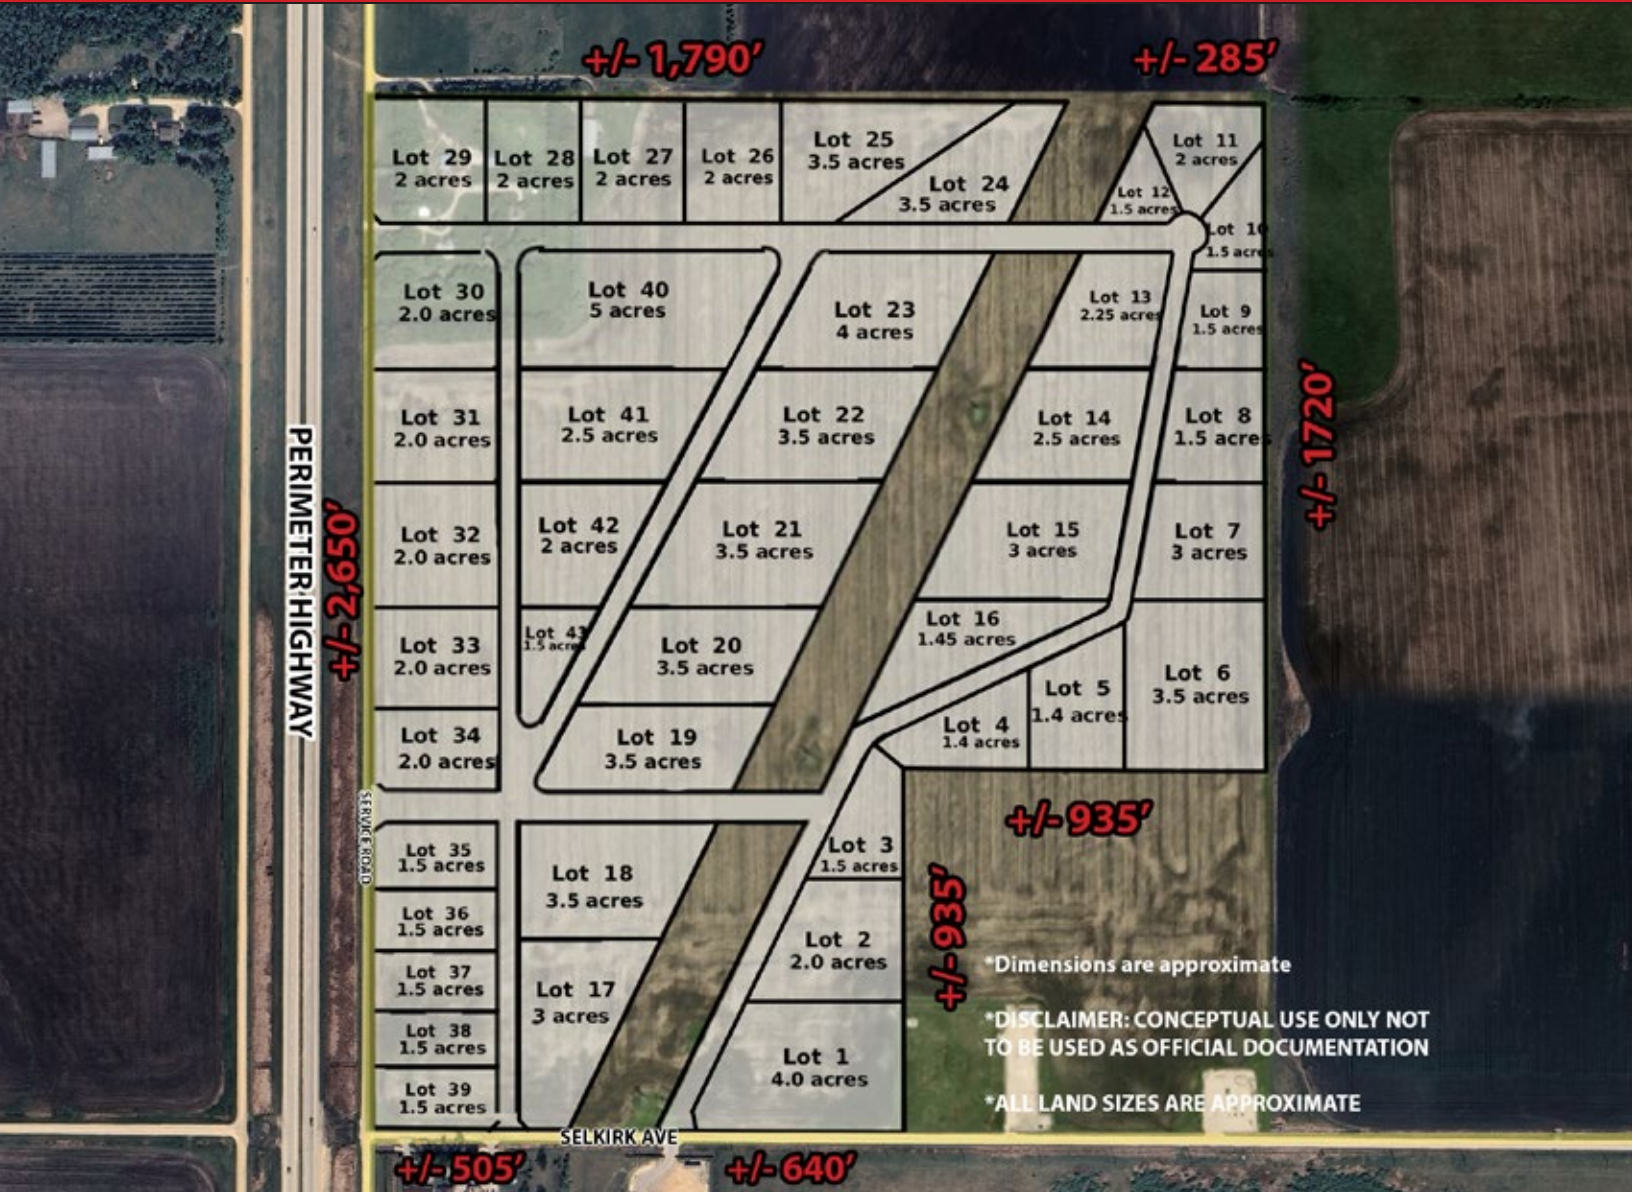 +/- 1,790'
+/- 285'
Lot 29
2 acres
Lot 28
2 acres
Lot 27
2 acres
Lot 26
2 acres
Lot 25
3.5 acres
Lot 24
3.5 acres
Lot 11
2 acres
Lot 12
1.5 acres
Lot 10
1.5 acres
Lot 30
2.0 acres
Lot 40
5 acres
Lot 23
4 acres
Lot 13
2.25 acres
Lot 9
1.5 acres
Lot 31
2.0 acres
Lot 41
2.5 acres
Lot 22
3.5 acres
Lot 14
2.5 acres
Lot 8
1.5 acres
+/- 1720'
PERIMETER HIGHWAY
+/- 2,650'
Lot 32
2.0 acres
Lot 42
2 acres
Lot 21
3.5 acres
Lot 15
3 acres
Lot 7
3 acres
Lot 33
2.0 acres
Lot 43
1.5 acres
Lot 20
3.5 acres
Lot 16
1.45 acres
Lot 6
3.5 acres
Lot 5
1.4 acres
Lot 4
1.4 acres
Lot 34
2.0 acres
Lot 19
3.5 acres
SERVICE ROAD
+/- 935'
Lot 35
1.5 acres
Lot 18
3.5 acres
Lot 3
1.5 acres
Lot 36
1.5 acres
+/- 935'
Lot 2
2.0 acres
Lot 37
1.5 acres
Lot 17
3 acres
Lot 38
1.5 acres
Lot 1
4.0 acres
Lot 39
1.5 acres
*Dimensions are approximate
*DISCLAIMER: CONCEPTUAL USE ONLY NOT
TO BE USED AS OFFICIAL DOCUMENTATION
*ALL LAND SIZES ARE APPROXIMATE
SELKIRK AVE
+/- 505'
+/- 640'